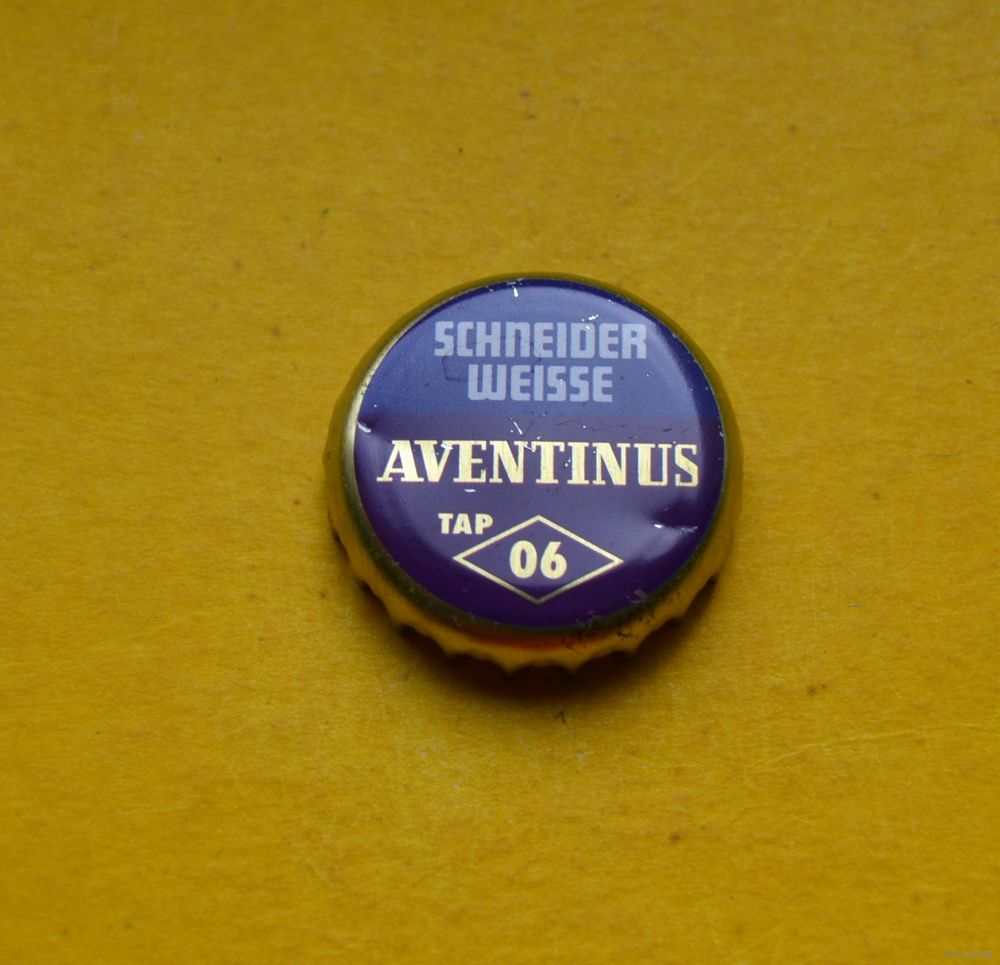 SCHNEIDER
WEISSE
AVENTINUS
TAP
06